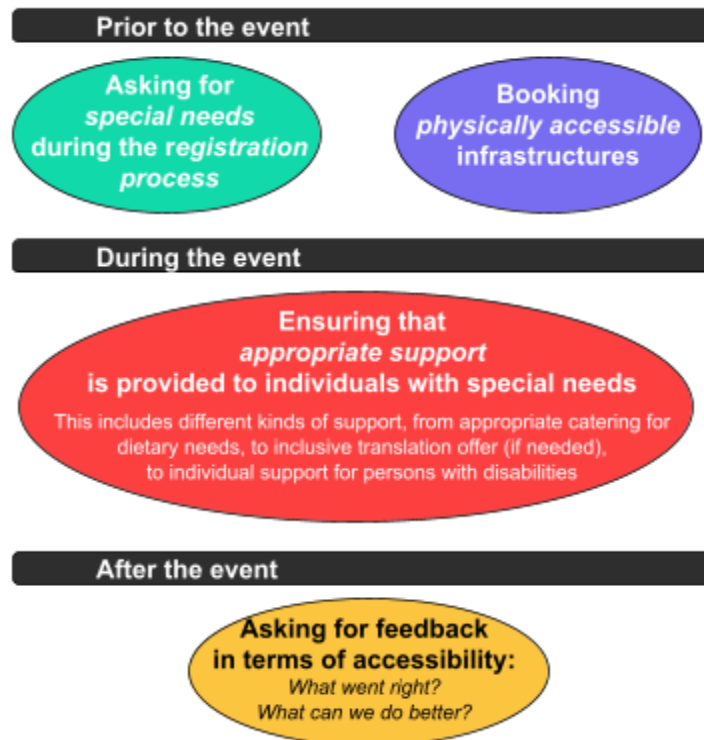 Prior to the event
Asking for
special needs
during the registration
process
Booking
physically accessible
infrastructures
During the event
Ensuring that
appropriate support
is provided to individuals with special needs
This includes different kinds of support, from appropriate catering for
dietary needs, to inclusive translation offer (if needed),
to individual support for persons with disabilities
After the event
Asking for feedback
in terms of accessibility:
What went right?
What can we do better?